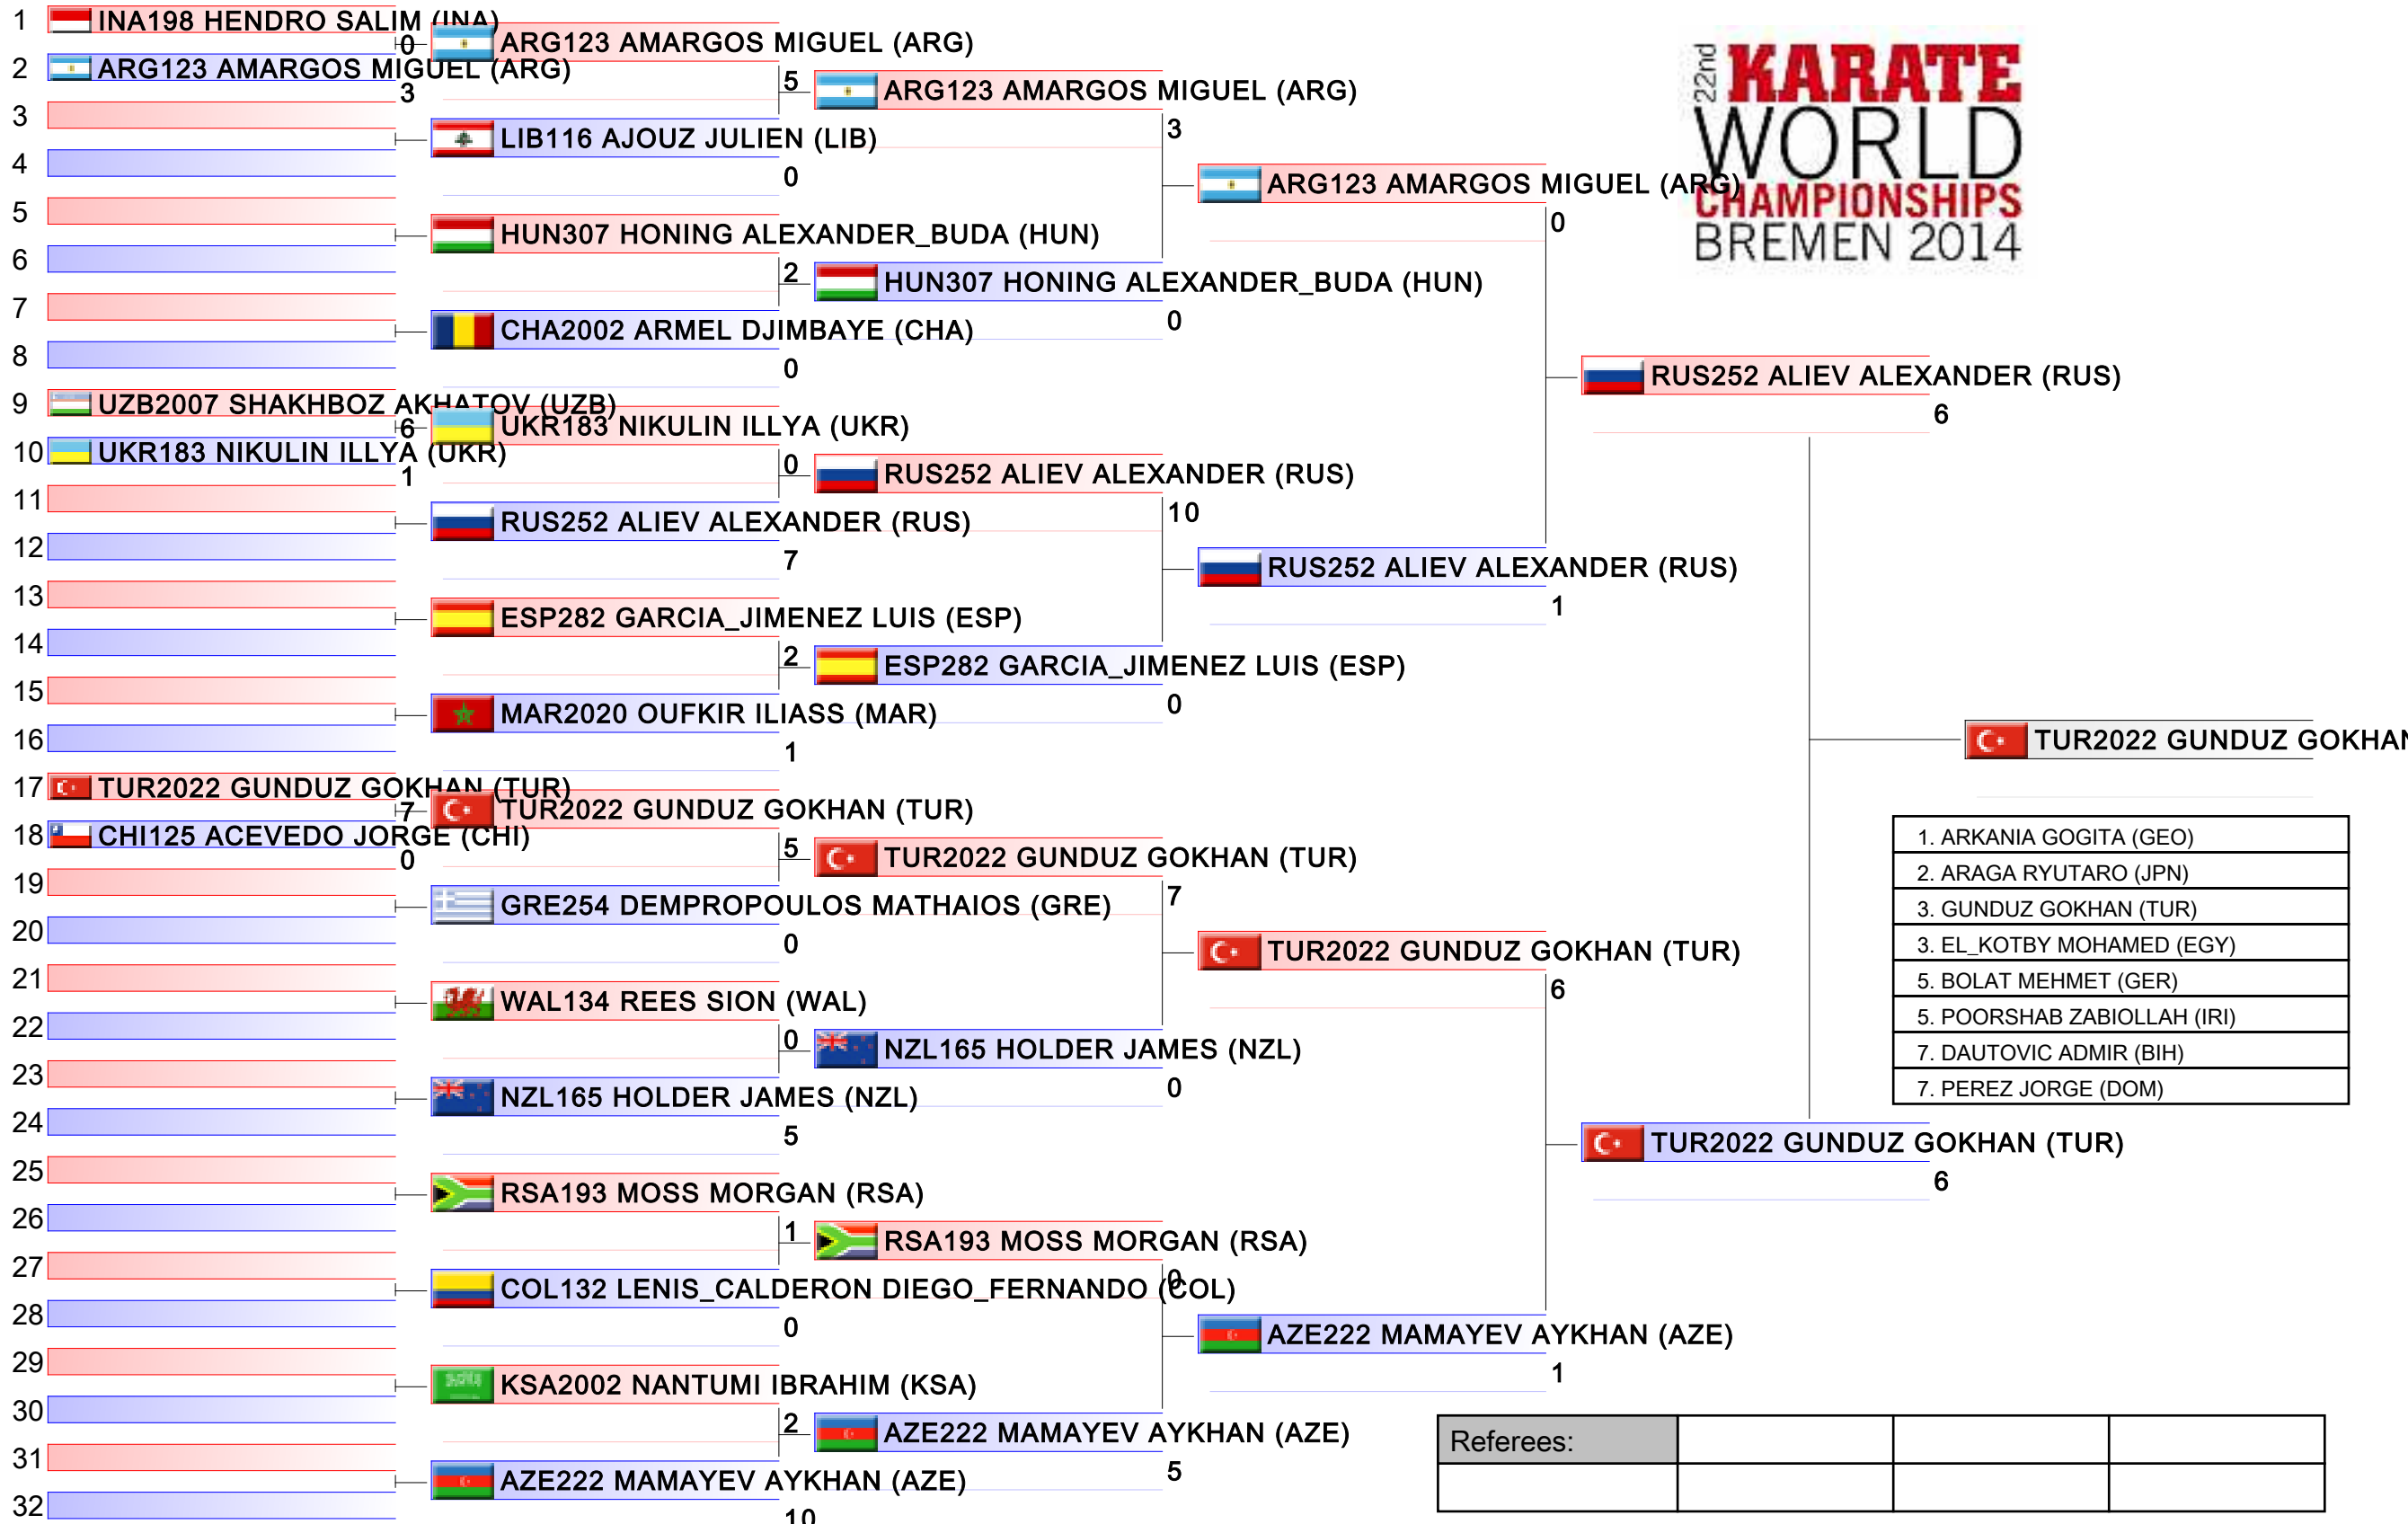 1 INA198 HENDRO SALIM (INA)
0
2 ARG123 AMARGOS MIGUEL (ARG)
3
3
4
5
6
7
8
9 UZB2007 SHAKHBOZ AKHATOV (UZB)
6
10 UKR183 NIKULIN ILLYA (UKR)
1
11
12
13
14
15
16
17 TUR2022 GUNDUZ GOKHAN (TUR)
7
18 CHI125 ACEVEDO JORGE (CHI)
0
19
20
21
22
23
24
25
26
27
28
29
30
31
32
ARG123 AMARGOS MIGUEL (ARG)
5
LIB116 AJOUZ JULIEN (LIB)
0
HUN307 HONING ALEXANDER_BUDA (HUN)
2
CHA2002 ARMEL DJIMBAYE (CHA)
0
UKR183 NIKULIN ILLYA (UKR)
0
RUS252 ALIEV ALEXANDER (RUS)
7
ESP282 GARCIA_JIMENEZ LUIS (ESP)
2
MAR2020 OUFKIR ILIASS (MAR)
1
TUR2022 GUNDUZ GOKHAN (TUR)
5
GRE254 DEMPROPOULOS MATHAIOS (GRE)
0
WAL134 REES SION (WAL)
0
NZL165 HOLDER JAMES (NZL)
5
RSA193 MOSS MORGAN (RSA)
1
COL132 LENIS_CALDERON DIEGO_FERNANDO (COL)
0
KSA2002 NANTUMI IBRAHIM (KSA)
2
AZE222 MAMAYEV AYKHAN (AZE)
10
ARG123 AMARGOS MIGUEL (ARG)
3
HUN307 HONING ALEXANDER_BUDA (HUN)
0
RUS252 ALIEV ALEXANDER (RUS)
10
ESP282 GARCIA_JIMENEZ LUIS (ESP)
0
TUR2022 GUNDUZ GOKHAN (TUR)
7
NZL165 HOLDER JAMES (NZL)
0
RSA193 MOSS MORGAN (RSA)
0
AZE222 MAMAYEV AYKHAN (AZE)
5
ARG123 AMARGOS MIGUEL (ARG)
0
RUS252 ALIEV ALEXANDER (RUS)
1
TUR2022 GUNDUZ GOKHAN (TUR)
6
AZE222 MAMAYEV AYKHAN (AZE)
1
RUS252 ALIEV ALEXANDER (RUS)
6
TUR2022 GUNDUZ GOKHAN (TUR)
6
TUR2022 GUNDUZ GOKHAN
22nd KARATE
WORLD
CHAMPIONSHIPS
BREMEN 2014
1. ARKANIA GOGITA (GEO)
2. ARAGA RYUTARO (JPN)
3. GUNDUZ GOKHAN (TUR)
3. EL_KOTBY MOHAMED (EGY)
5. BOLAT MEHMET (GER)
5. POORSHAB ZABIOLLAH (IRI)
7. DAUTOVIC ADMIR (BIH)
7. PEREZ JORGE (DOM)
Referees: